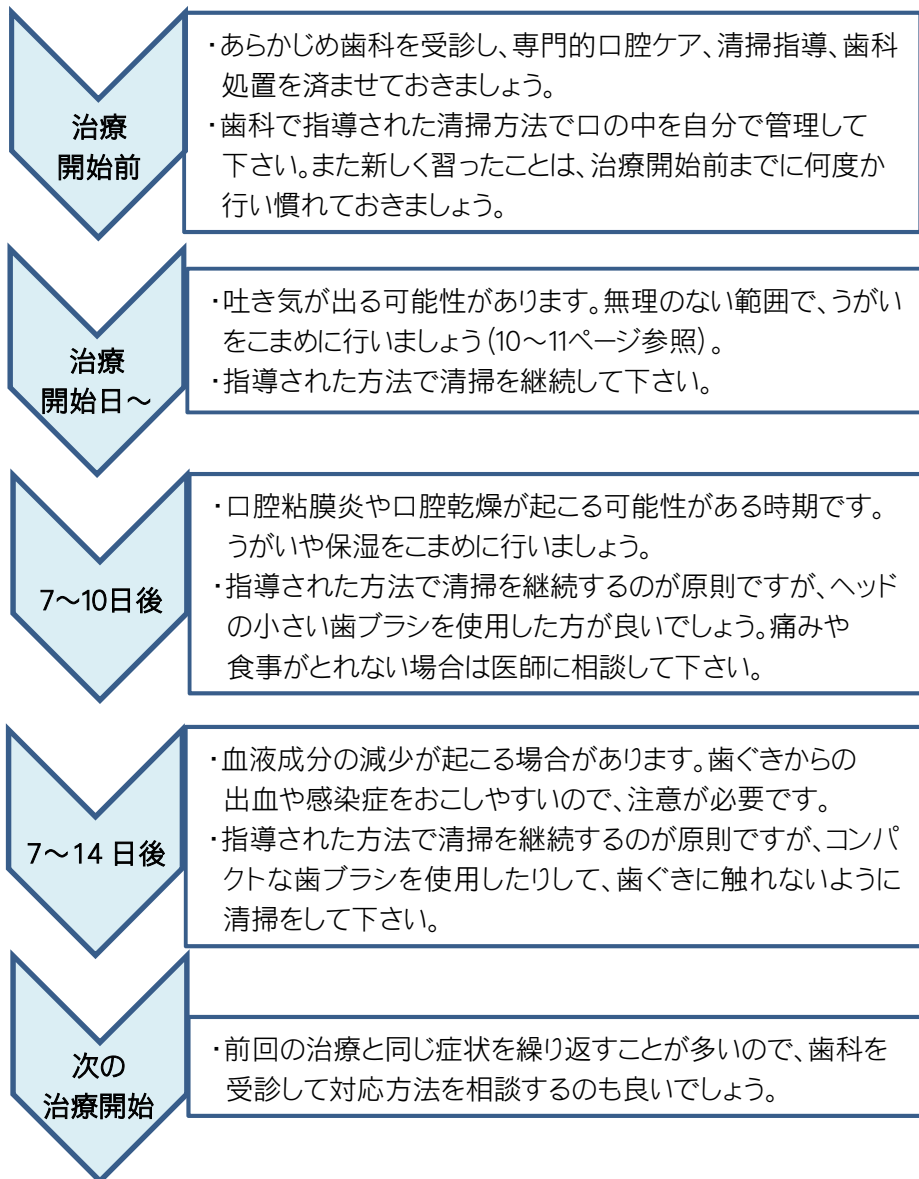 治療
開始前
・あらかじめ歯科を受診し、専門的口腔ケア、清掃指導、歯科
処置を済ませておきましょう。
・歯科で指導された清掃方法で口の中を自分で管理して
下さい。また新しく習ったことは、治療開始前までに何度か
行い慣れておきましょう。
治療
開始日～
・吐き気が出る可能性があります。無理のない範囲で、うがい
をこまめに行いましょう(10～11ページ参照)。
・指導された方法で清掃を継続して下さい。
7～10日後
・口腔粘膜炎や口腔乾燥が起こる可能性がある時期です。
うがいや保湿をこまめに行いましょう。
・指導された方法で清掃を継続するのが原則ですが、ヘッド
の小さい歯ブラシを使用した方が良いでしょう。痛みや
食事がとれない場合は医師に相談して下さい。
7～14 日後
・血液成分の減少が起こる場合があります。歯ぐきからの
出血や感染症をおこしやすいので、注意が必要です。
・指導された方法で清掃を継続するのが原則ですが、コンパ
クトな歯ブラシを使用したりして、歯ぐきに触れないように
清掃をして下さい。
次の
治療開始
・前回の治療と同じ症状を繰り返すことが多いので、歯科を
受診して対応方法を相談するのも良いでしょう。